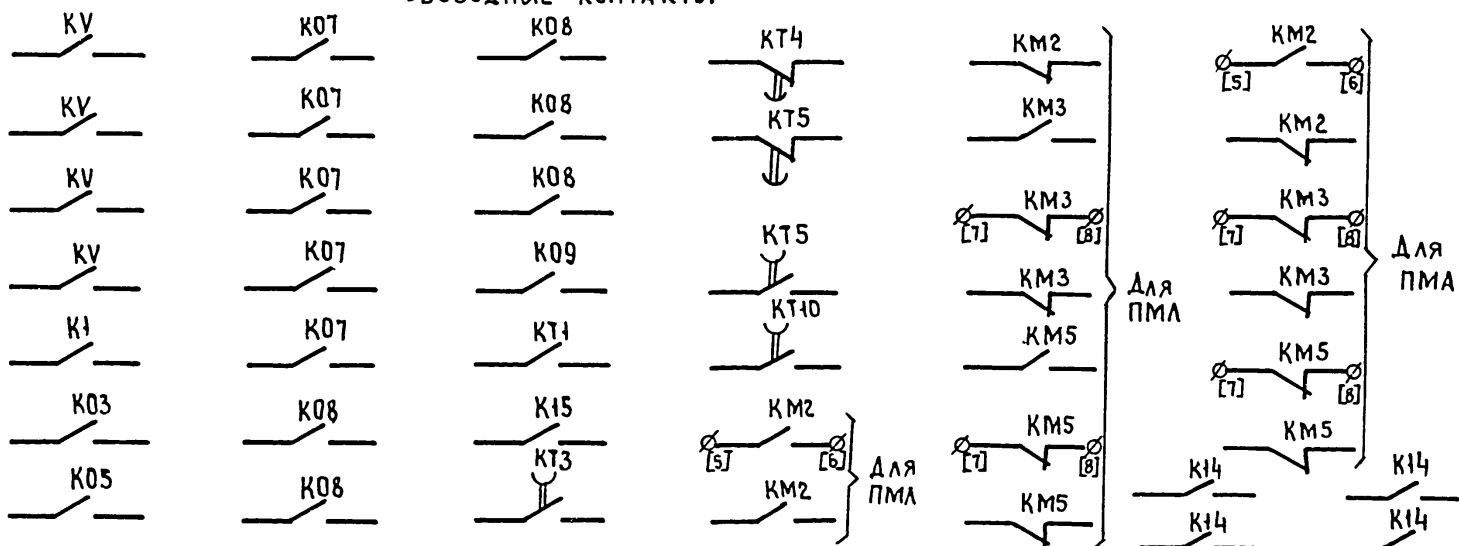 КОНТАКТЫ
KV K07 K08 KT4 KM2 KM2
[5] [6]
KV K07 K08 KT5 KM3 KM2
KV K07 K08 KM3 KM3
[7] [8] [7] [8]
KV K07 K09 KT5 KM3 KM3
Для ПМЛ
Для ПМА
K1 K07 KT1 KT10 KM5 KM5
[7] [8]
K03 K08 K15 KM2 KM5 KM5
[5] [6] [7] [8]
Для ПМЛ
K05 K08 KT3 KM2 KM5 K14 K14
K14 K14